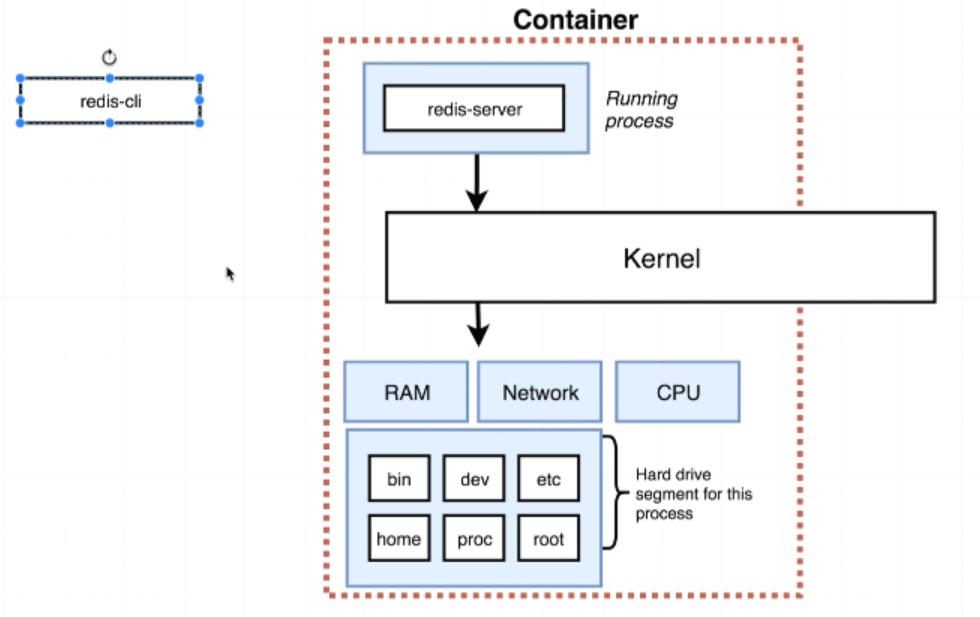 Container
redis-cli
redis-server
Running
process
Kernel
RAM
Network
CPU
bin
dev
etc
home
proc
root
Hard drive
segment for this
process